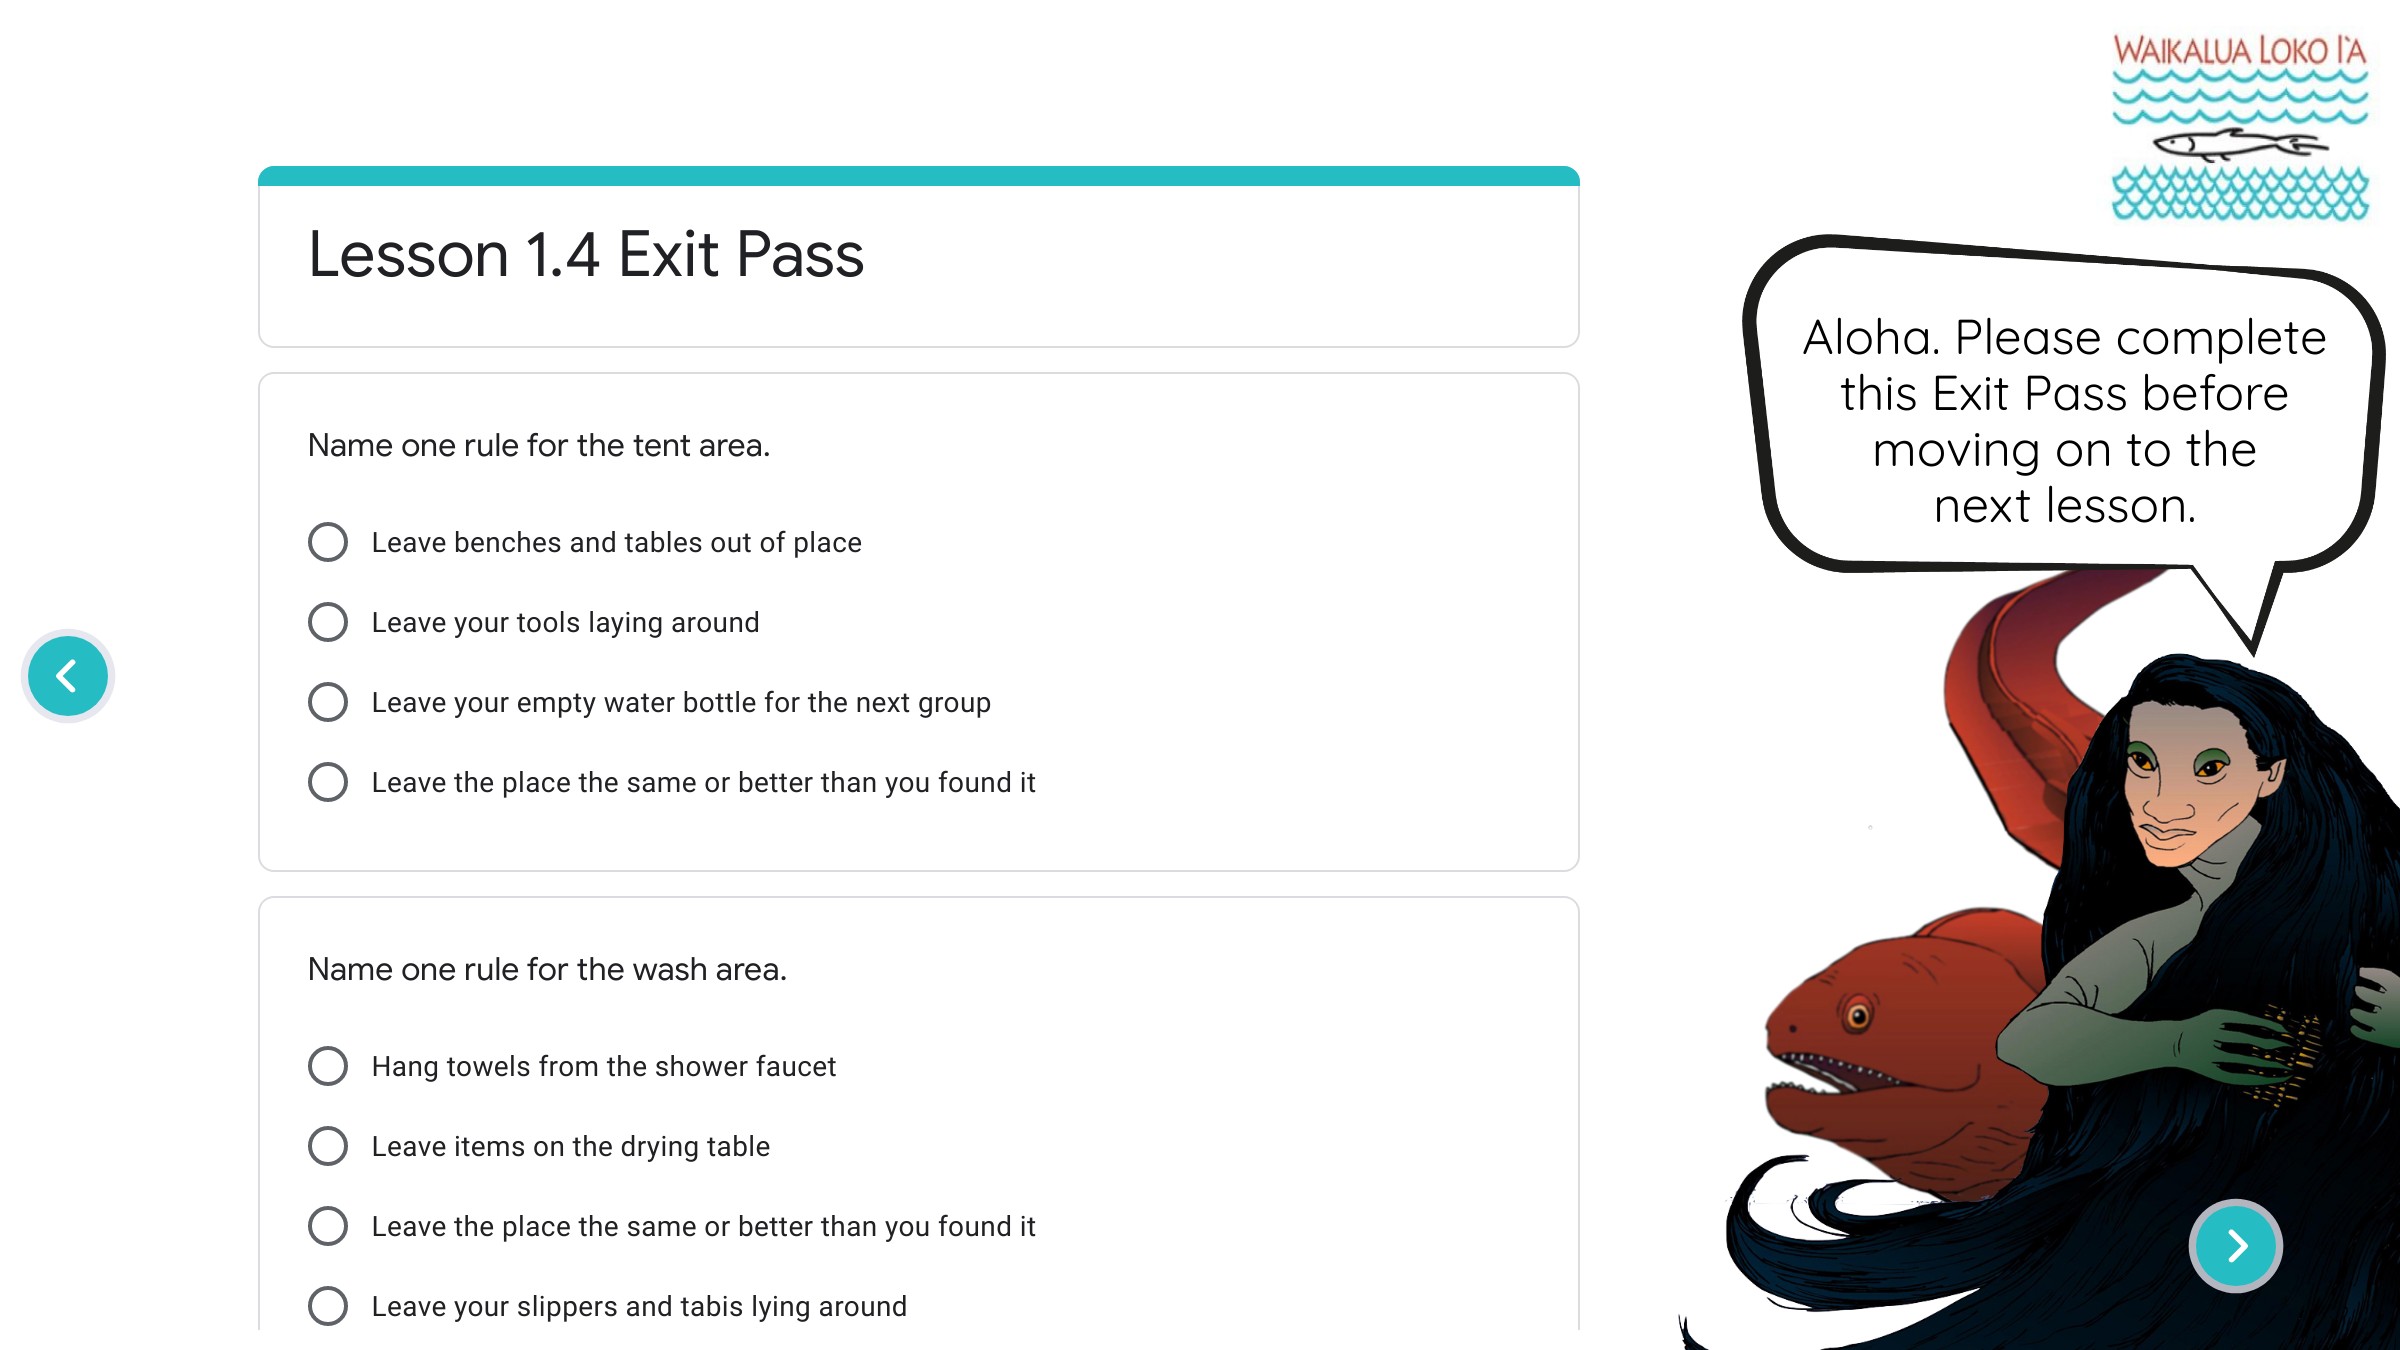 WAIKALUA LOKO I'A
Lesson 1.4 Exit Pass
Aloha. Please complete
this Exit Pass before
moving on to the
next lesson.
Name one rule for the tent area.
Leave benches and tables out of place
Leave your tools laying around
Leave your empty water bottle for the next group
Leave the place the same or better than you found it
Name one rule for the wash area.
Hang towels from the shower faucet
Leave items on the drying table
Leave the place the same or better than you found it
Leave your slippers and tabis lying around